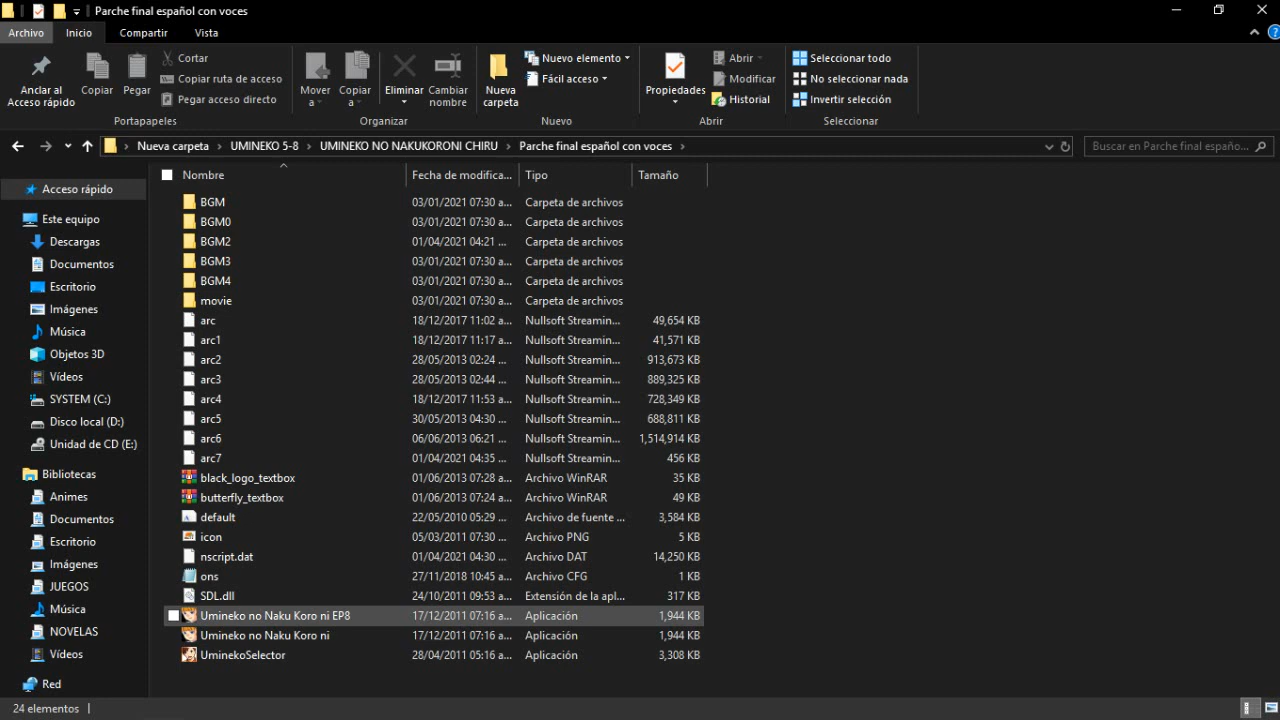 Parche final español con voces
Archivo Inicio Compartir Vista
Anclar al Acceso rápido
Copiar
Pegar
Cortar
Copiar ruta de acceso
Pegar acceso directo
Portapapeles
Mover a
Copiar a
Eliminar
Cambiar nombre
Organizar
Nueva carpeta
Nuevo elemento
Fácil acceso
Nuevo
Propiedades
Abrir
Modificar
Historial
Abrir
Seleccionar todo
No seleccionar nada
Invertir selección
Seleccionar
Nueva carpeta › UMINEKO 5-8 › UMINEKO NO NAKUKORONI CHIRU › Parche final español con voces ›
Buscar en Parche final españo...
Acceso rápido
Este equipo
Descargas
Documentos
Escritorio
Imágenes
Música
Objetos 3D
Vídeos
SYSTEM (C:)
Disco local (D:)
Unidad de CD (E:)
Bibliotecas
Animes
Documentos
Escritorio
Imágenes
JUEGOS
Música
NOVELAS
Vídeos
Red
Nombre Fecha de modifica... Tipo Tamaño
BGM 03/01/2021 07:30 a... Carpeta de archivos
BGM0 03/01/2021 07:30 a... Carpeta de archivos
BGM2 01/04/2021 04:21 ... Carpeta de archivos
BGM3 03/01/2021 07:30 a... Carpeta de archivos
BGM4 03/01/2021 07:30 a... Carpeta de archivos
movie 03/01/2021 07:30 a... Carpeta de archivos
arc 18/12/2017 11:02 a... Nullsoft Streamin... 49,654 KB
arc1 18/12/2017 11:17 a... Nullsoft Streamin... 41,571 KB
arc2 28/05/2013 02:24 ... Nullsoft Streamin... 913,673 KB
arc3 28/05/2013 02:44 ... Nullsoft Streamin... 889,325 KB
arc4 18/12/2017 11:53 a... Nullsoft Streamin... 728,349 KB
arc5 30/05/2013 04:30 ... Nullsoft Streamin... 688,811 KB
arc6 06/06/2013 06:21 ... Nullsoft Streamin... 1,514,914 KB
arc7 01/04/2021 04:35 ... Nullsoft Streamin... 456 KB
black_logo_textbox 01/06/2013 07:28 a... Archivo WinRAR 35 KB
butterfly_textbox 01/06/2013 07:24 a... Archivo WinRAR 49 KB
default 22/05/2010 05:29 ... Archivo de fuente ... 3,584 KB
icon 05/03/2011 07:30 ... Archivo PNG 5 KB
nscript.dat 01/04/2021 04:30 ... Archivo DAT 14,250 KB
ons 27/11/2018 10:45 a... Archivo CFG 1 KB
SDL.dll 24/10/2011 09:53 a... Extensión de la apl... 317 KB
Umineko no Naku Koro ni EP8 17/12/2011 07:16 a... Aplicación 1,944 KB
Umineko no Naku Koro ni 17/12/2011 07:16 a... Aplicación 1,944 KB
UminekoSelector 28/04/2011 05:16 a... Aplicación 3,308 KB
24 elementos